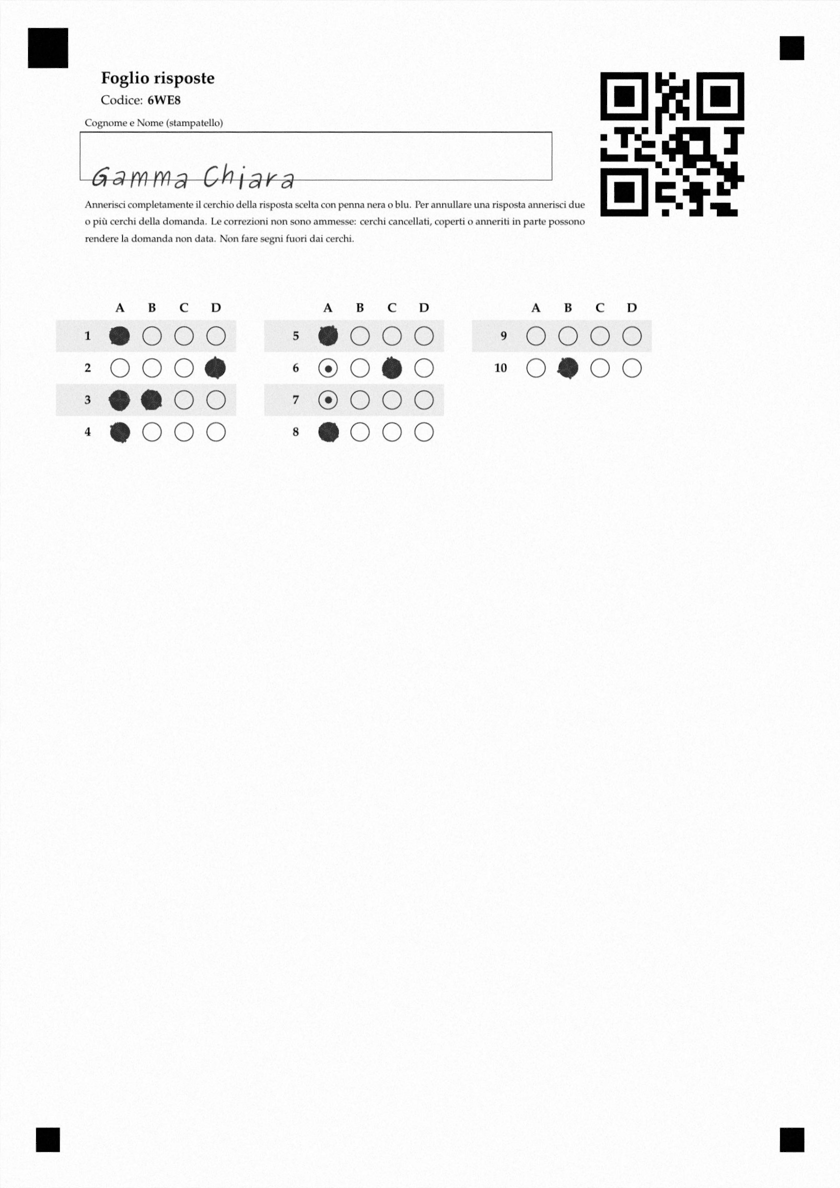 Foglio risposte
Codice: 6WE8
Cognome e Nome (stampatello)
Gamma Chiara
Annerisci completamente il cerchio della risposta scelta con penna nera o blu. Per annullare una risposta annerisci due
o più cerchi della domanda. Le correzioni non sono ammesse: cerchi cancellati, coperti o anneriti in parte possono
rendere la domanda non data. Non fare segni fuori dai cerchi.
A B C D A B C D A B C D
1 5 9
2 6 10
3 7
4 8